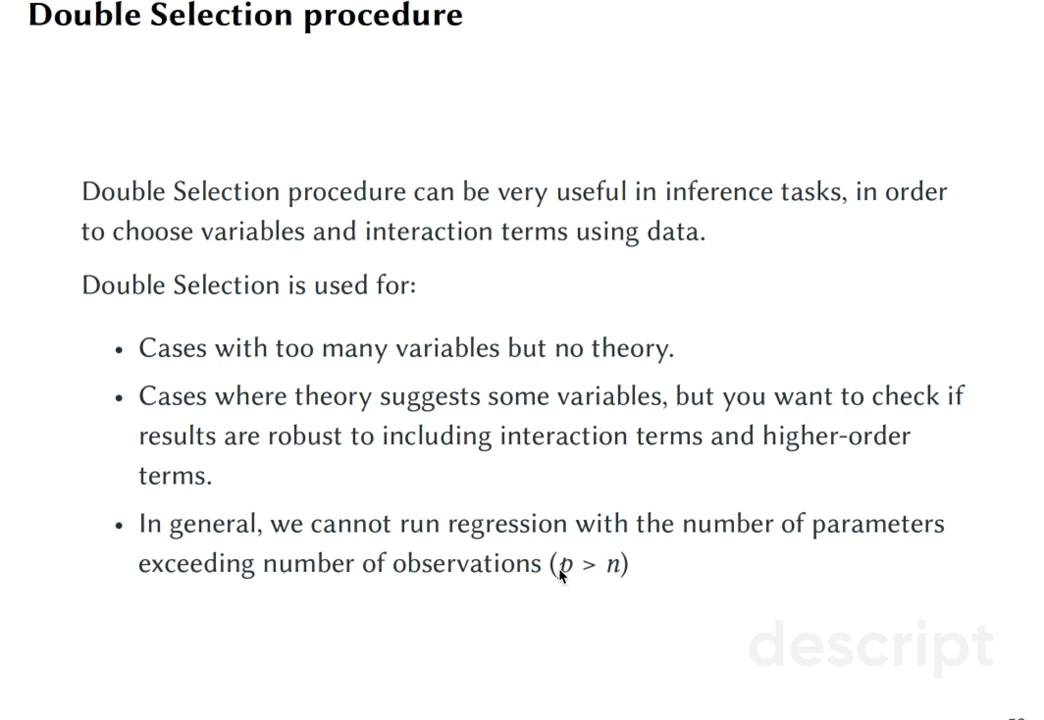 Double Selection procedure
Double Selection procedure can be very useful in inference tasks, in order
to choose variables and interaction terms using data.
Double Selection is used for:
• Cases with too many variables but no theory.
• Cases where theory suggests some variables, but you want to check if
results are robust to including interaction terms and higher-order
terms.
• In general, we cannot run regression with the number of parameters
exceeding number of observations (p > n)
descript